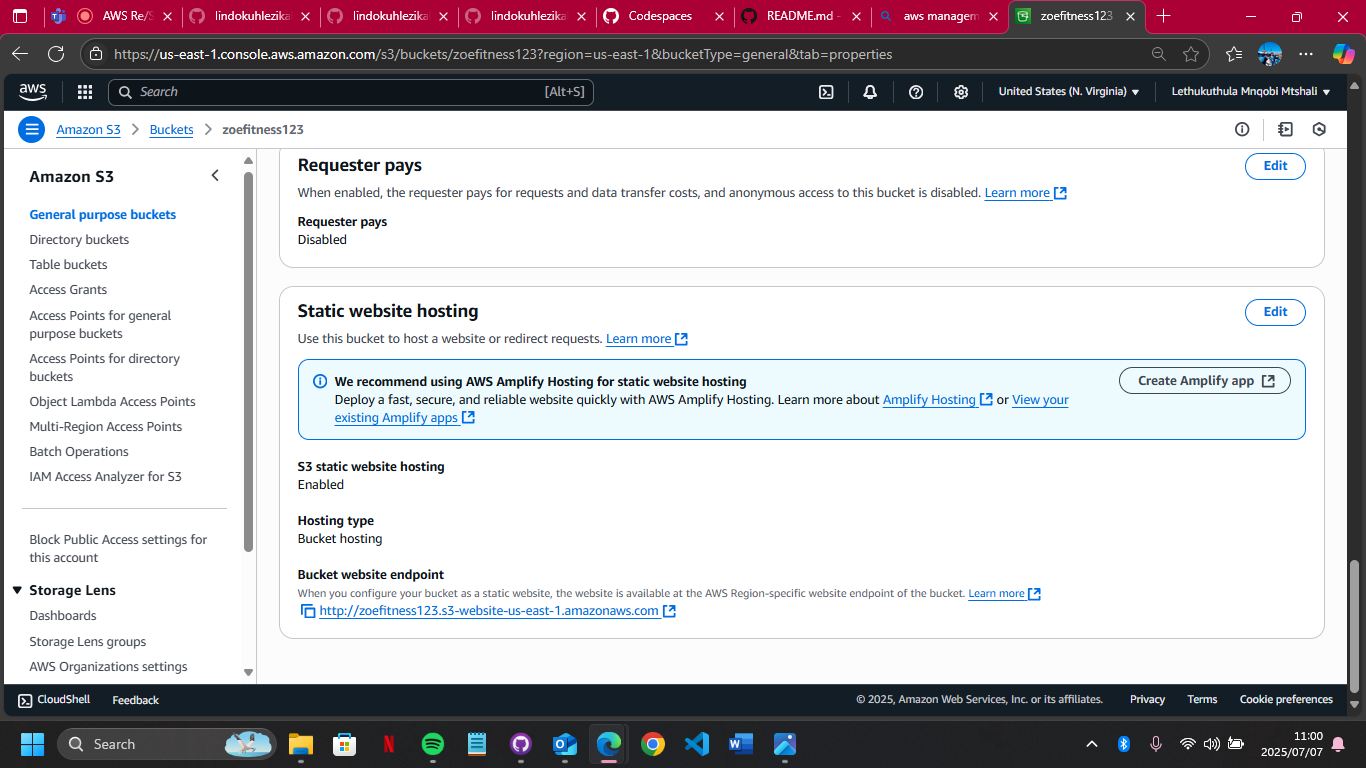 AWS Re/S
lindokuhlezika
lindokuhlezika
lindokuhlezika
Codespaces
README.md -
aws managem
zoefitness123
https://us-east-1.console.aws.amazon.com/s3/buckets/zoefitness123?region=us-east-1&bucketType=general&tab=properties
aws
Search
[Alt+S]
United States (N. Virginia)
Lethukuthula Mnqobi Mtshali
Amazon S3
Buckets
zoefitness123
Amazon S3
General purpose buckets
Directory buckets
Table buckets
Access Grants
Access Points for general
purpose buckets
Access Points for directory
buckets
Object Lambda Access Points
Multi-Region Access Points
Batch Operations
IAM Access Analyzer for S3
Block Public Access settings for
this account
Storage Lens
Dashboards
Storage Lens groups
AWS Organizations settings
Requester pays
Edit
When enabled, the requester pays for requests and data transfer costs, and anonymous access to this bucket is disabled. Learn more
Requester pays
Disabled
Static website hosting
Edit
Use this bucket to host a website or redirect requests. Learn more
We recommend using AWS Amplify Hosting for static website hosting
Create Amplify app
Deploy a fast, secure, and reliable website quickly with AWS Amplify Hosting. Learn more about Amplify Hosting or View your
existing Amplify apps
S3 static website hosting
Enabled
Hosting type
Bucket hosting
Bucket website endpoint
When you configure your bucket as a static website, the website is available at the AWS Region-specific website endpoint of the bucket. Learn more
http://zoefitness123.s3-website-us-east-1.amazonaws.com
CloudShell
Feedback
© 2025, Amazon Web Services, Inc. or its affiliates.
Privacy
Terms
Cookie preferences
Search
11:00
2025/07/07